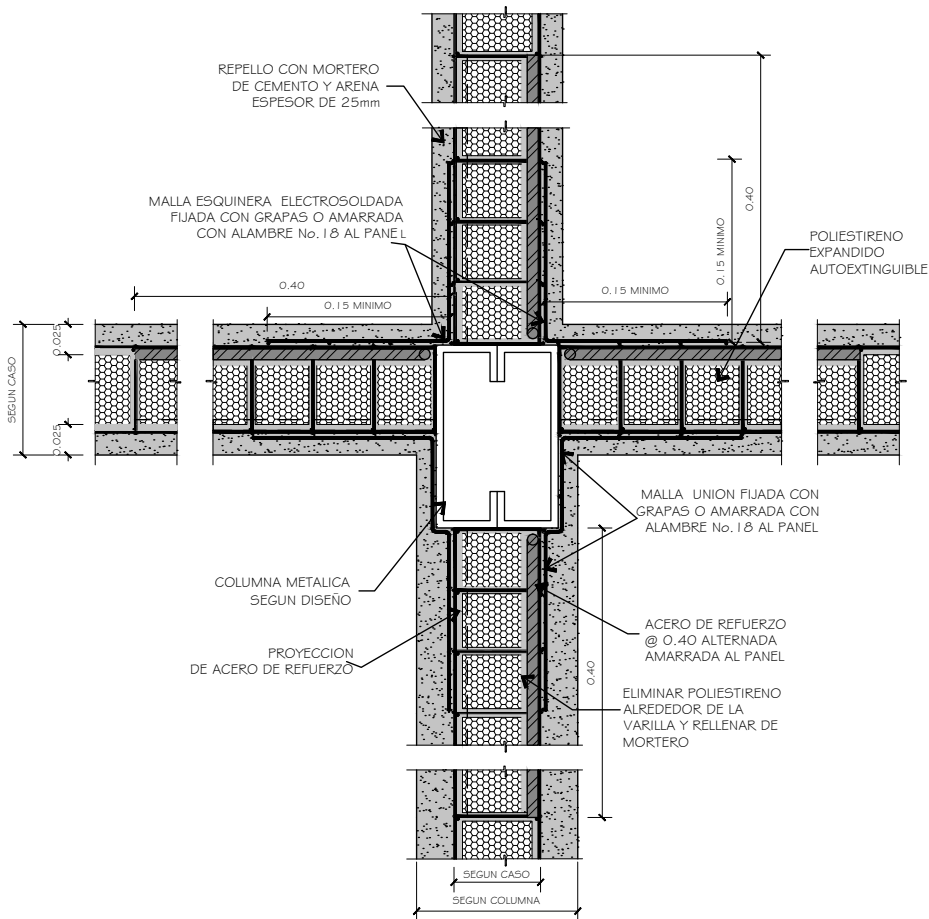 REPELLO CON MORTERO
DE CEMENTO Y ARENA
ESPESOR DE 25mm
MALLA ESQUINERA ELECTROSOLDADA
FIJADA CON GRAPAS O AMARRADA
CON ALAMBRE No.18 AL PANEL
0.40
0.15 MINIMO
0.40
0.15 MINIMO
0.15 MINIMO
POLIESTIRENO
EXPANDIDO
AUTOEXTINGUIBLE
SEGUN CASO
0.025
0.025
MALLA UNION FIJADA CON
GRAPAS O AMARRADA CON
ALAMBRE No.18 AL PANEL
COLUMNA METALICA
SEGUN DISEÑO
PROYECCION
DE ACERO DE REFUERZO
ACERO DE REFUERZO
@ 0.40 ALTERNADA
AMARRADA AL PANEL
0.40
ELIMINAR POLIESTIRENO
ALREDEDOR DE LA
VARILLA Y RELLENAR DE
MORTERO
SEGUN CASO
SEGUN COLUMNA